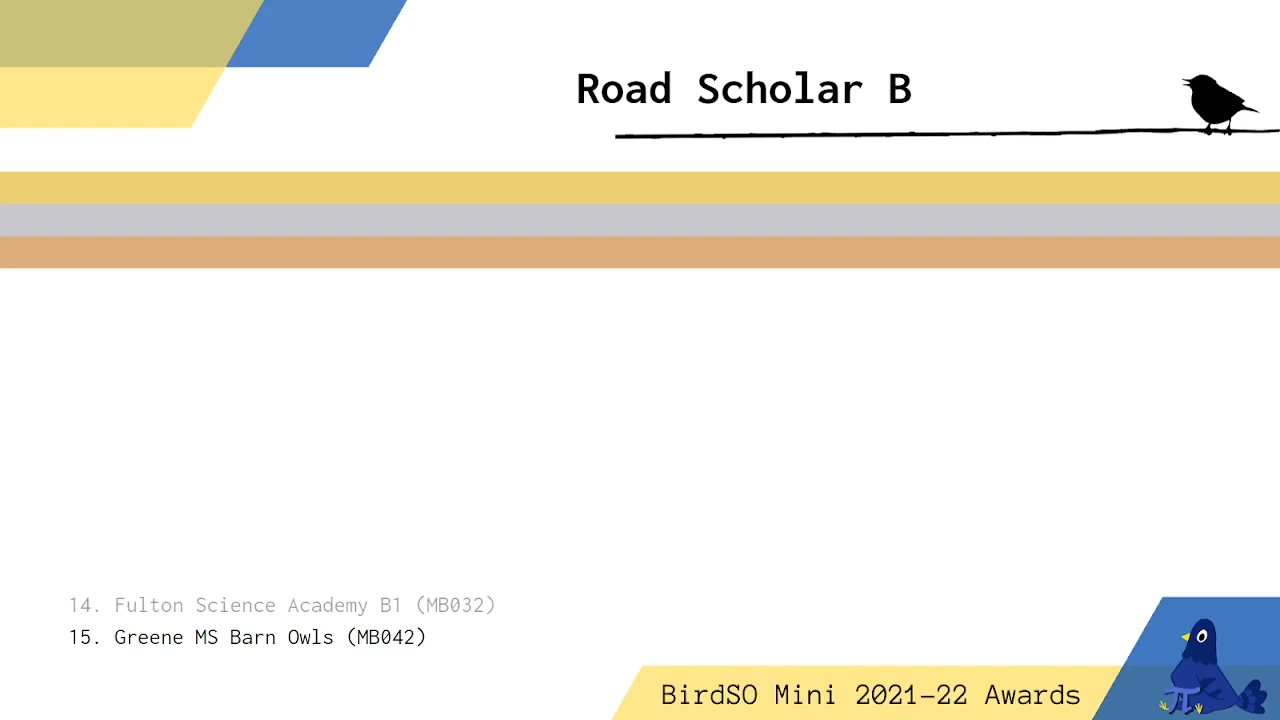 Road Scholar B
14. Fulton Science Academy B1 (MB032)
15. Greene MS Barn Owls (MB042)
BirdSO Mini 2021-22 Awards
π